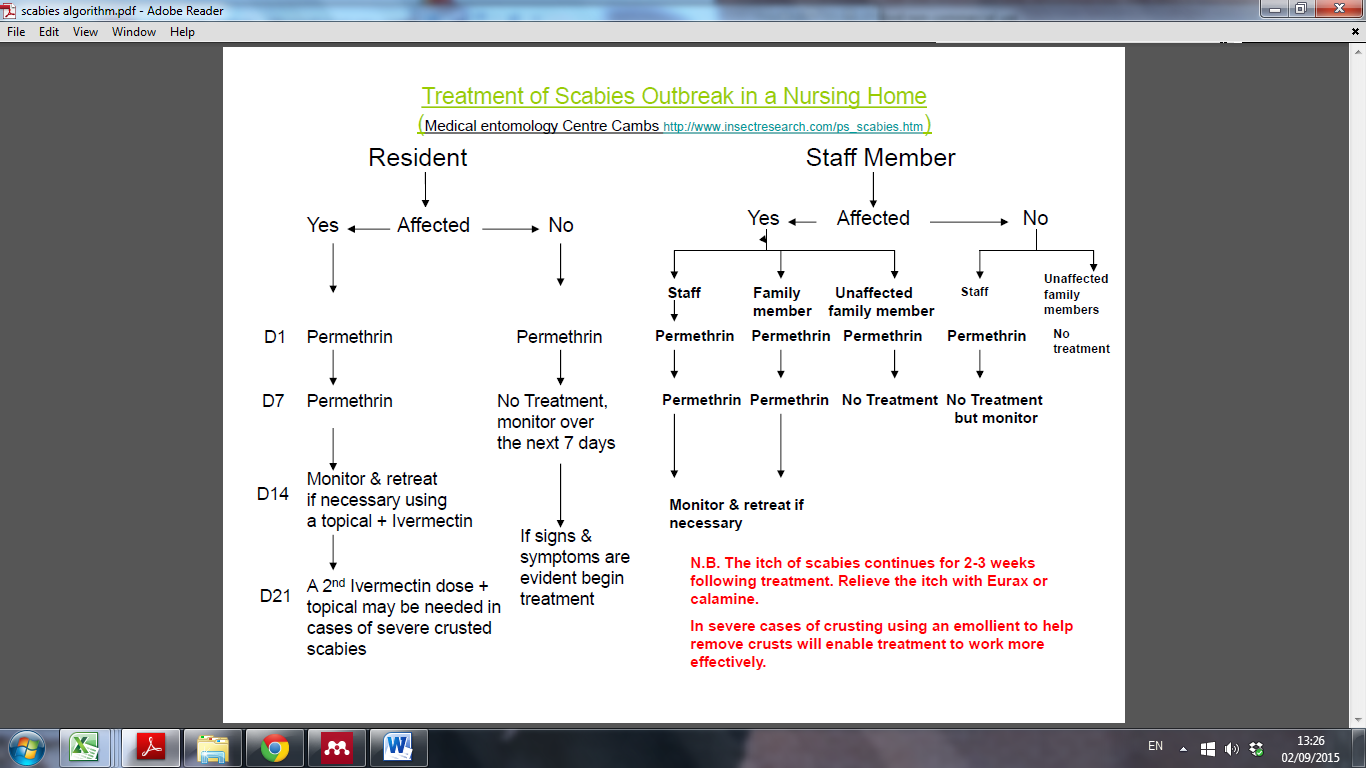 scabies algorithm.pdf - Adobe Reader
File Edit View Window Help
Treatment of Scabies Outbreak in a Nursing Home
(Medical entomology Centre Cambs http://www.insectresearch.com/ps_scabies.htm)
Resident
Staff Member
Yes Affected No
Yes Affected No
Staff
Family
member
Unaffected
family member
Staff
Unaffected
family
members
D1 Permethrin Permethrin
Permethrin Permethrin Permethrin Permethrin
No
treatment
D7 Permethrin
No Treatment,
monitor over
the next 7 days
Permethrin Permethrin No Treatment
No Treatment
but monitor
D14
Monitor & retreat
if necessary using
a topical + Ivermectin
If signs &
symptoms are
evident begin
treatment
Monitor & retreat if
necessary
D21
A 2nd Ivermectin dose +
topical may be needed in
cases of severe crusted
scabies
N.B. The itch of scabies continues for 2-3 weeks
following treatment. Relieve the itch with Eurax or
calamine.
In severe cases of crusting using an emollient to help
remove crusts will enable treatment to work more
effectively.
EN
13:26
02/09/2015